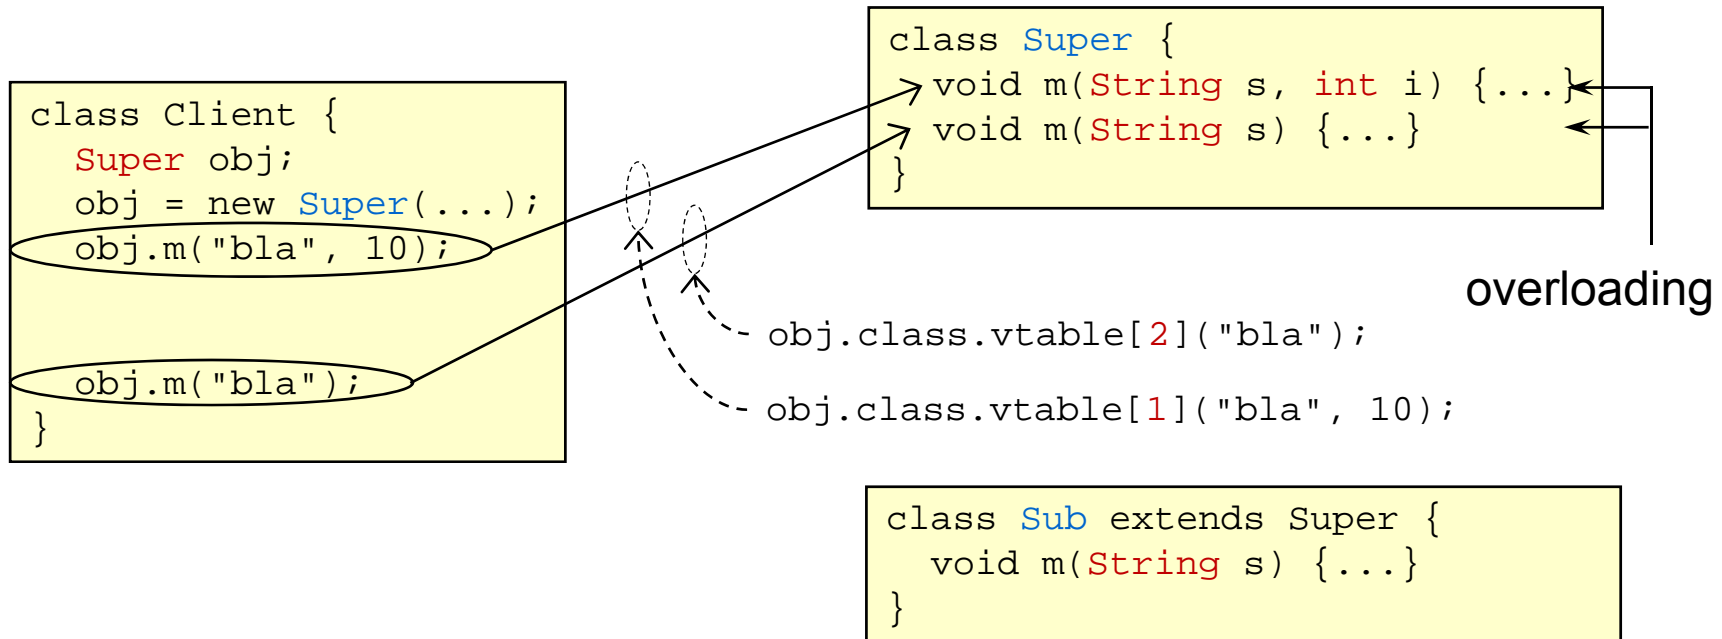 class Client {
Super obj;
obj = new Super(...);
obj.m("bla", 10);
obj.m("bla");
}
class Super {
void m(String s, int i) {...}
void m(String s) {...}
}
overloading
obj.class.vtable[2]("bla");
obj.class.vtable[1]("bla", 10);
class Sub extends Super {
void m(String s) {...}
}